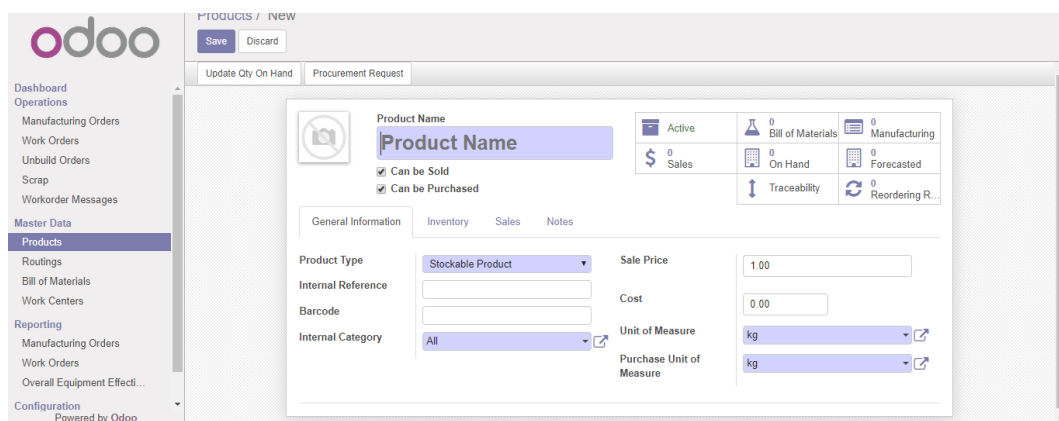 odoo
Products / New
Save Discard
Update Qty On Hand Procurement Request
Dashboard
Operations
Manufacturing Orders
Work Orders
Unbuild Orders
Scrap
Workorder Messages
Master Data
Products
Routings
Bill of Materials
Work Centers
Reporting
Manufacturing Orders
Work Orders
Overall Equipment Effecti...
Configuration
Powered by Odoo
Product Name
Product Name
Can be Sold
Can be Purchased
Active
0
Bill of Materials
0
Manufacturing
$ 0
Sales
0
On Hand
0
Forecasted
Traceability
0
Reordering R...
General Information Inventory Sales Notes
Product Type Stockable Product
Internal Reference
Barcode
Internal Category All
Sale Price 1.00
Cost 0.00
Unit of Measure kg
Purchase Unit of
Measure kg